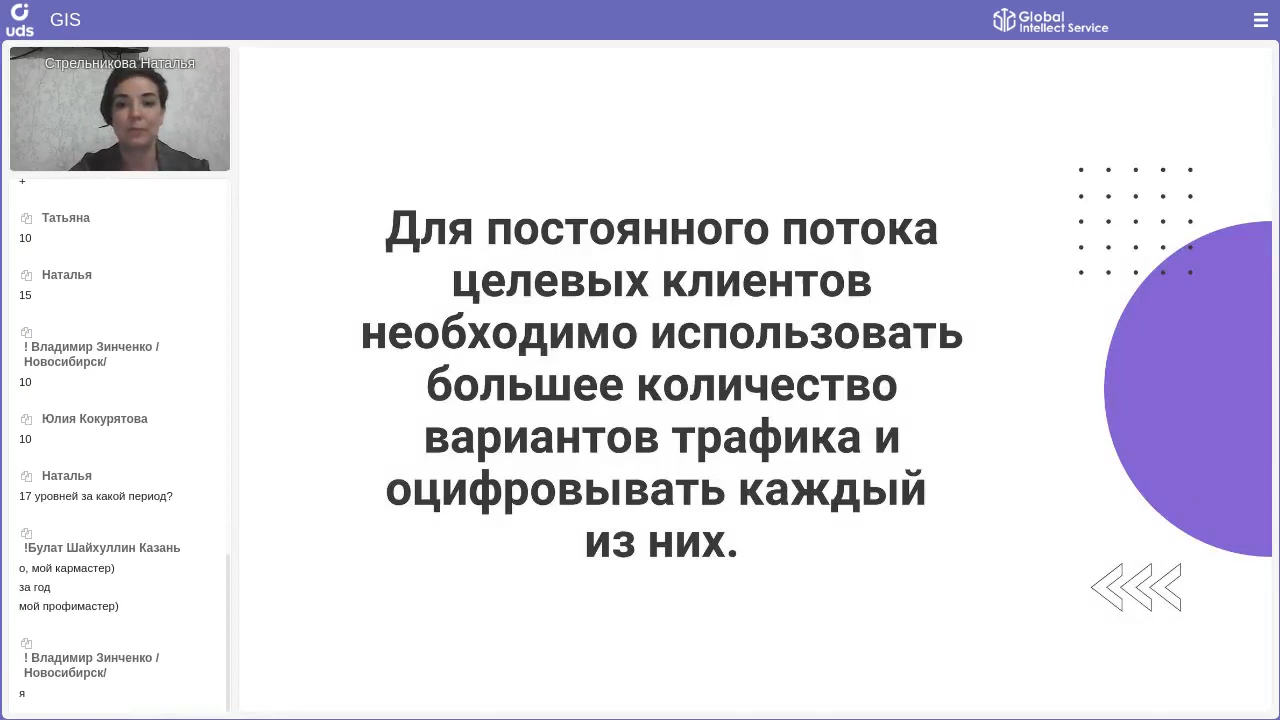 uds
GIS
Global
Intellect Service
Стрельникова Наталья
+
Татьяна
10
Наталья
15
! Владимир Зинченко /
Новосибирск/
10
Юлия Кокурятова
10
Наталья
17 уровней за какой период?
!Булат Шайхуллин Казань
о, мой кармастер)
за год
мой профимастер)
! Владимир Зинченко /
Новосибирск/
я
Для постоянного потока
целевых клиентов
необходимо использовать
большее количество
вариантов трафика и
оцифровывать каждый
из них.